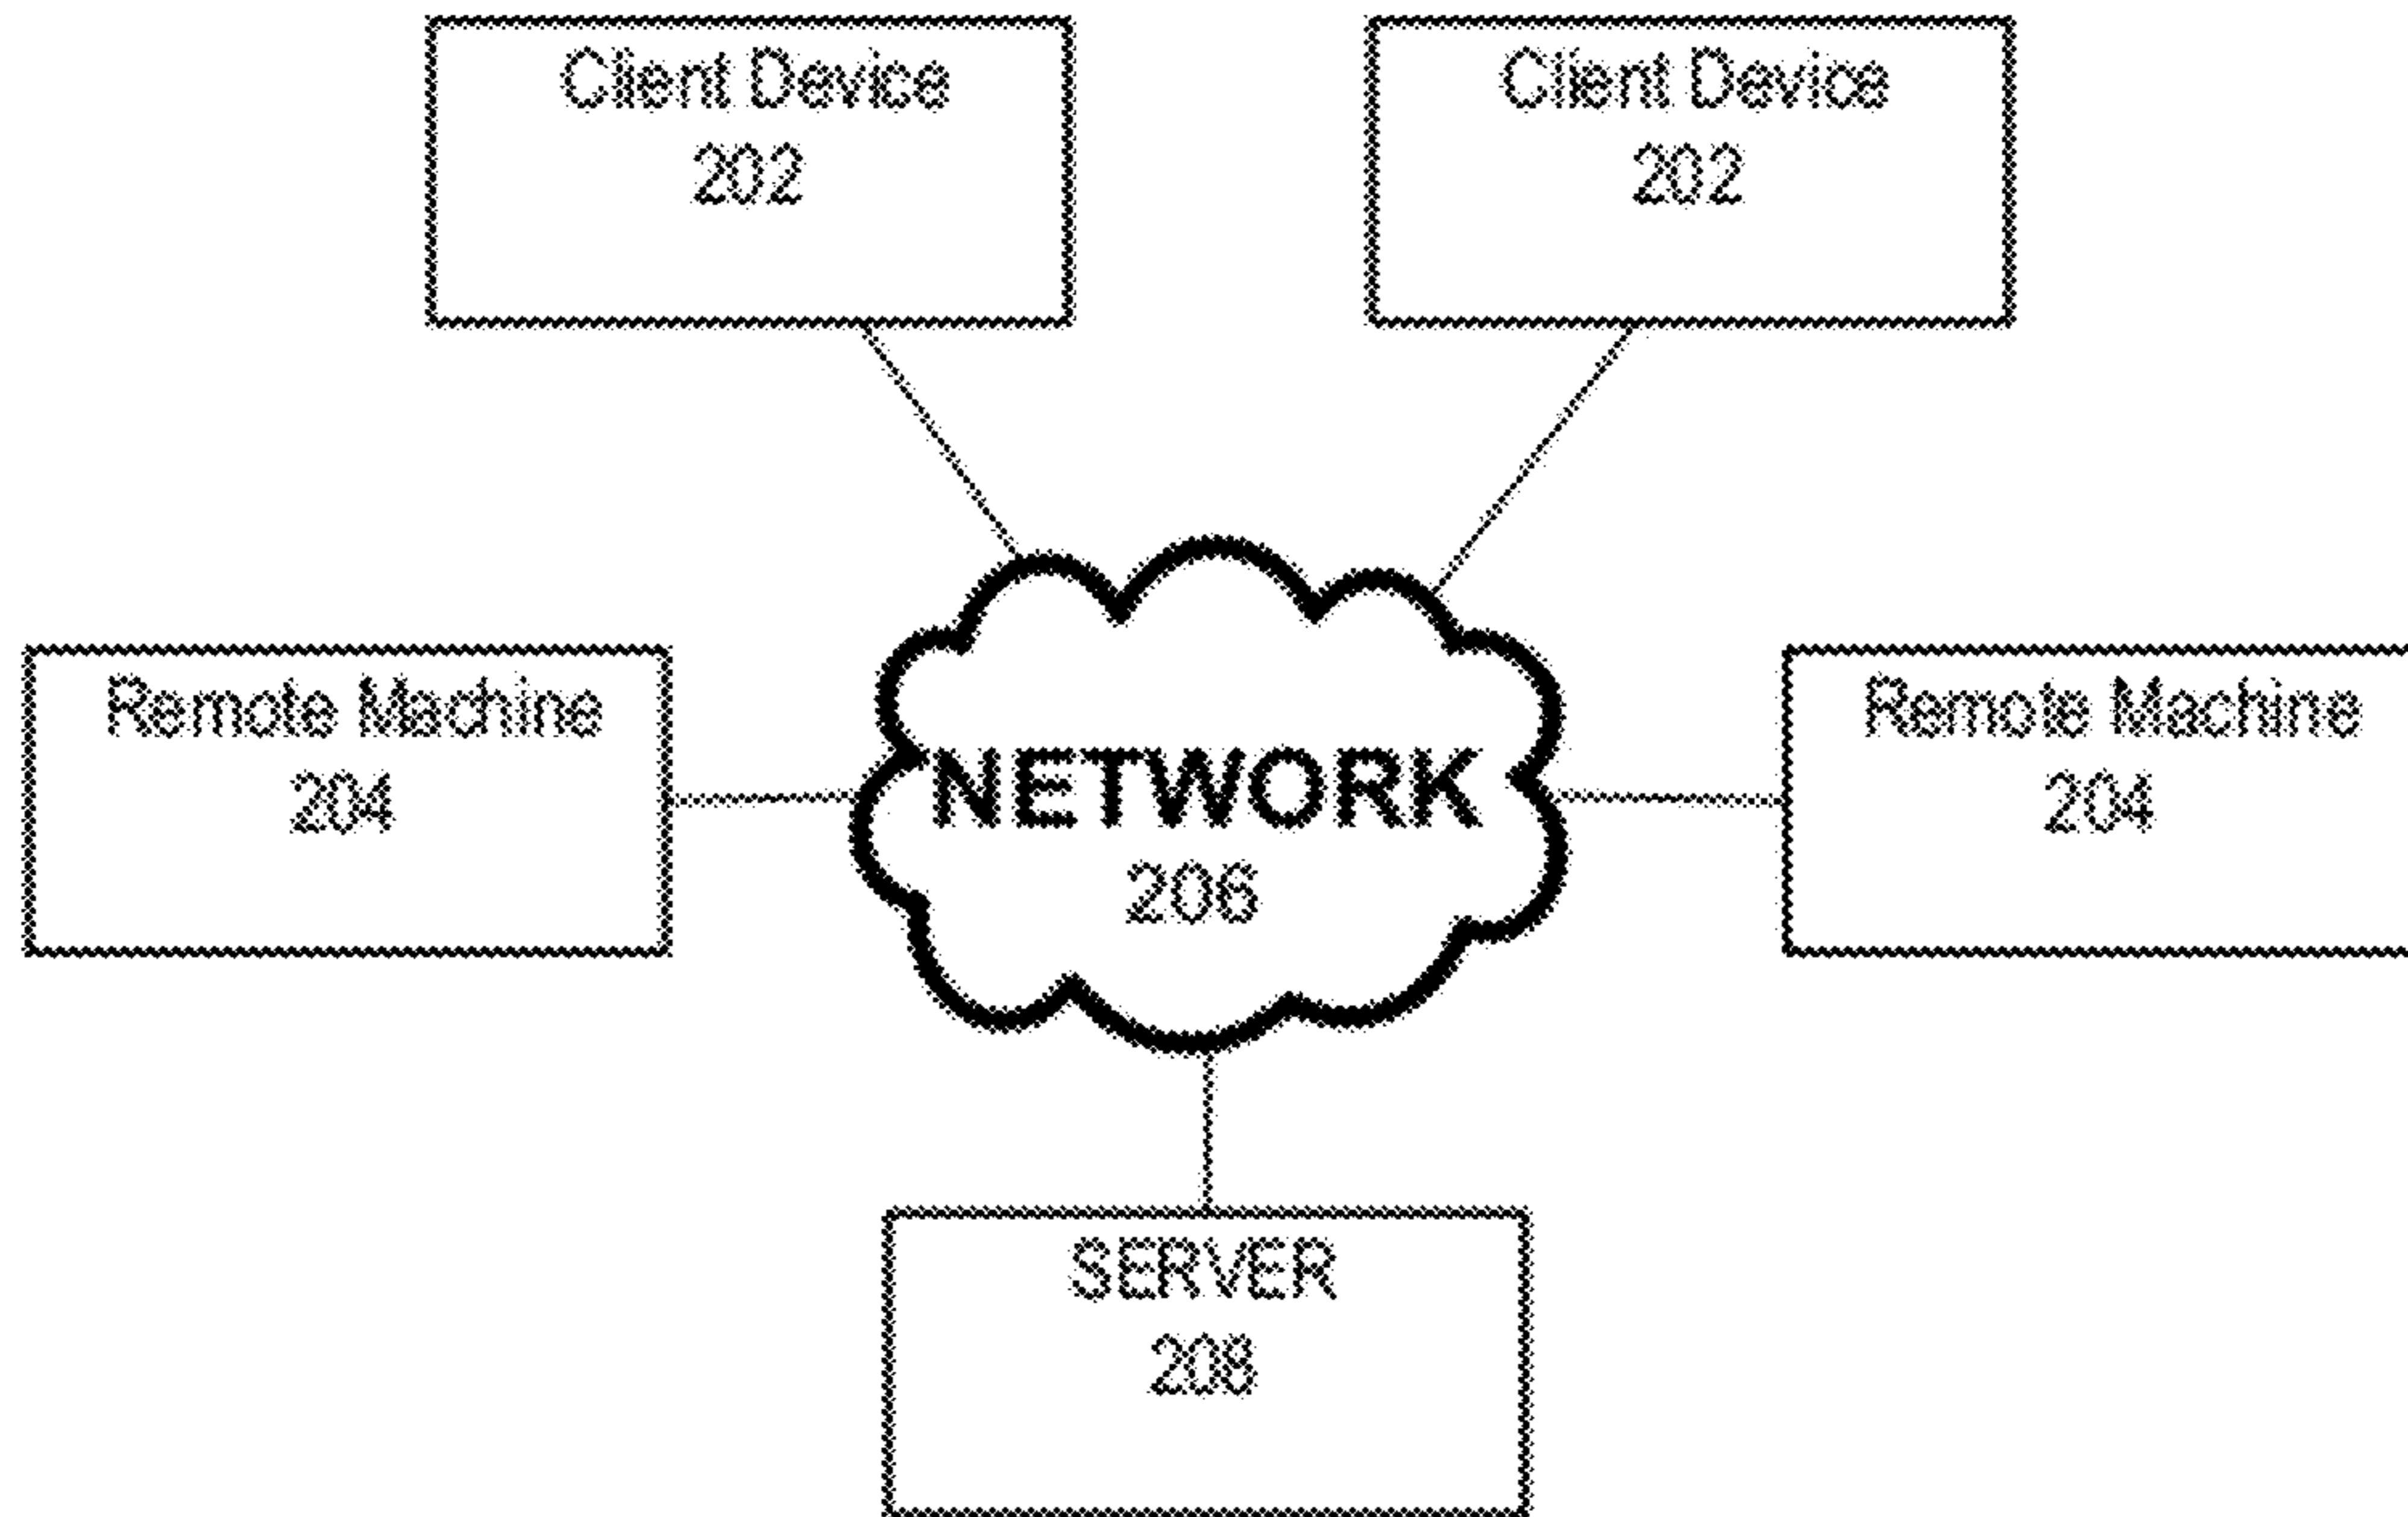 Client Device
202
Client Device
202
Remote Machine
204
NETWORK
206
Remote Machine
204
SERVER
208